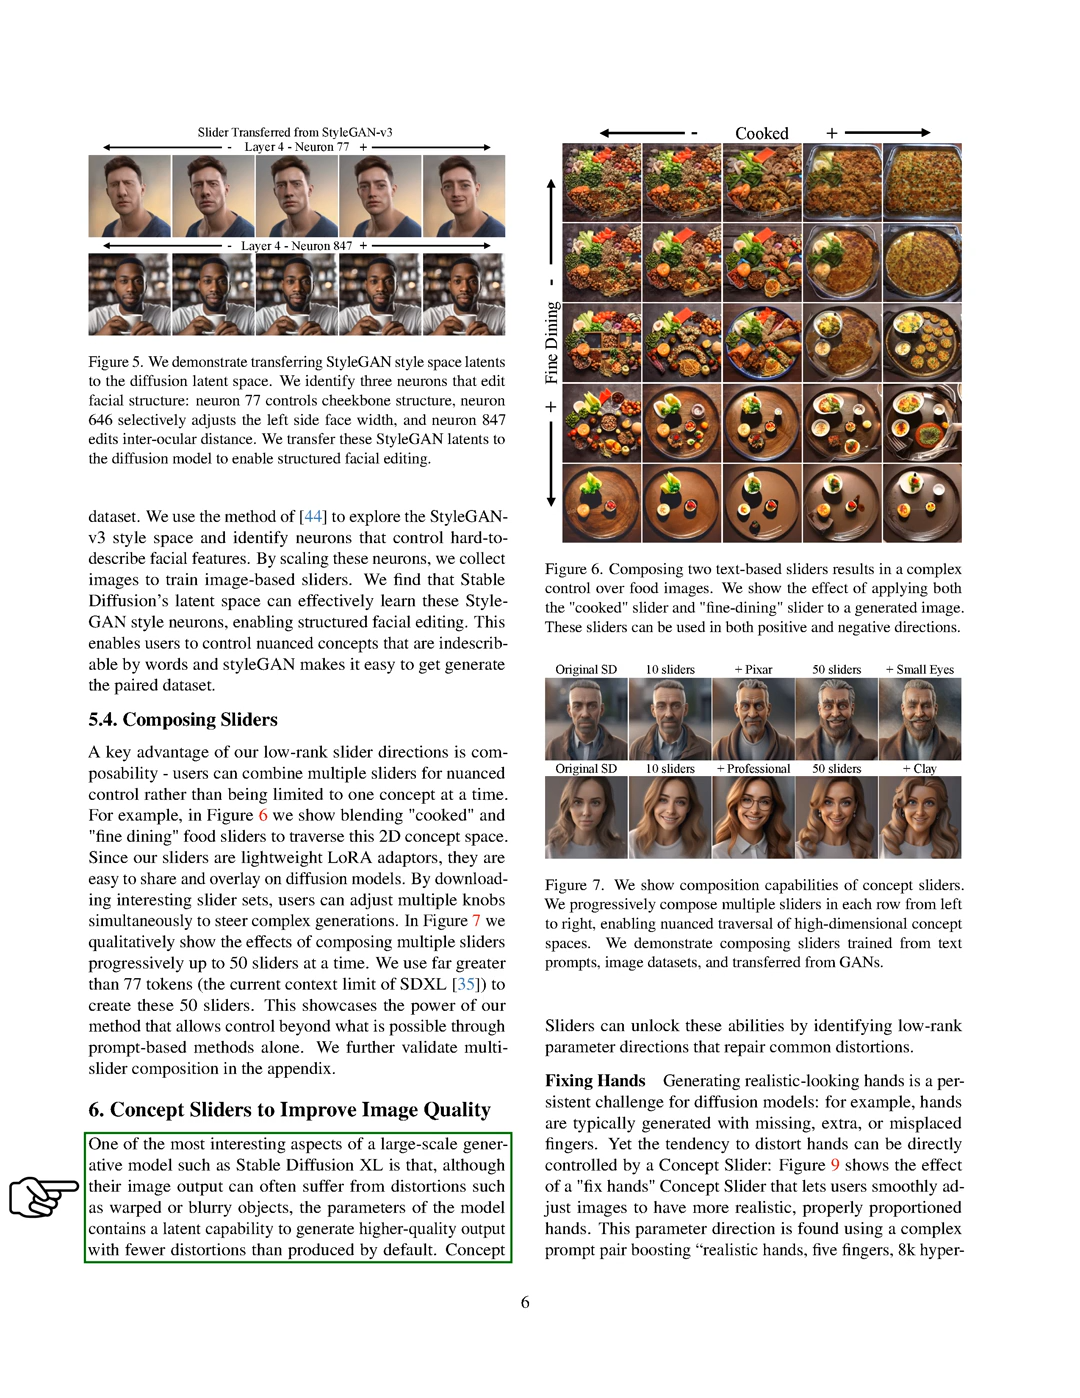 Slider Transferred from StyleGAN-v3
- Layer 4 - Neuron 77 +
- Layer 4 - Neuron 847 +
Figure 5. We demonstrate transferring StyleGAN style space latents
to the diffusion latent space. We identify three neurons that edit
facial structure: neuron 77 controls cheekbone structure, neuron
646 selectively adjusts the left side face width, and neuron 847
edits inter-ocular distance. We transfer these StyleGAN latents to
the diffusion model to enable structured facial editing.
dataset. We use the method of [44] to explore the StyleGAN-
v3 style space and identify neurons that control hard-to-
describe facial features. By scaling these neurons, we collect
images to train image-based sliders. We find that Stable
Diffusion's latent space can effectively learn these Style-
GAN style neurons, enabling structured facial editing. This
enables users to control nuanced concepts that are indescrib-
able by words and styleGAN makes it easy to get generate
the paired dataset.
5.4. Composing Sliders
A key advantage of our low-rank slider directions is com-
posability - users can combine multiple sliders for nuanced
control rather than being limited to one concept at a time.
For example, in Figure 6 we show blending "cooked" and
"fine dining" food sliders to traverse this 2D concept space.
Since our sliders are lightweight LoRA adaptors, they are
easy to share and overlay on diffusion models. By download-
ing interesting slider sets, users can adjust multiple knobs
simultaneously to steer complex generations. In Figure 7 we
qualitatively show the effects of composing multiple sliders
progressively up to 50 sliders at a time. We use far greater
than 77 tokens (the current context limit of SDXL [35]) to
create these 50 sliders. This showcases the power of our
method that allows control beyond what is possible through
prompt-based methods alone. We further validate multi-
slider composition in the appendix.
6. Concept Sliders to Improve Image Quality
One of the most interesting aspects of a large-scale gener-
ative model such as Stable Diffusion XL is that, although
their image output can often suffer from distortions such
as warped or blurry objects, the parameters of the model
contains a latent capability to generate higher-quality output
with fewer distortions than produced by default. Concept
- Cooked +
+ Fine Dining -
Figure 6. Composing two text-based sliders results in a complex
control over food images. We show the effect of applying both
the "cooked" slider and "fine-dining" slider to a generated image.
These sliders can be used in both positive and negative directions.
Original SD 10 sliders + Pixar 50 sliders + Small Eyes
Original SD 10 sliders + Professional 50 sliders + Clay
Figure 7. We show composition capabilities of concept sliders.
We progressively compose multiple sliders in each row from left
to right, enabling nuanced traversal of high-dimensional concept
spaces. We demonstrate composing sliders trained from text
prompts, image datasets, and transferred from GANs.
Sliders can unlock these abilities by identifying low-rank
parameter directions that repair common distortions.
Fixing Hands Generating realistic-looking hands is a per-
sistent challenge for diffusion models: for example, hands
are typically generated with missing, extra, or misplaced
fingers. Yet the tendency to distort hands can be directly
controlled by a Concept Slider: Figure 9 shows the effect
of a "fix hands" Concept Slider that lets users smoothly ad-
just images to have more realistic, properly proportioned
hands. This parameter direction is found using a complex
prompt pair boosting “realistic hands, five fingers, 8k hyper-
6